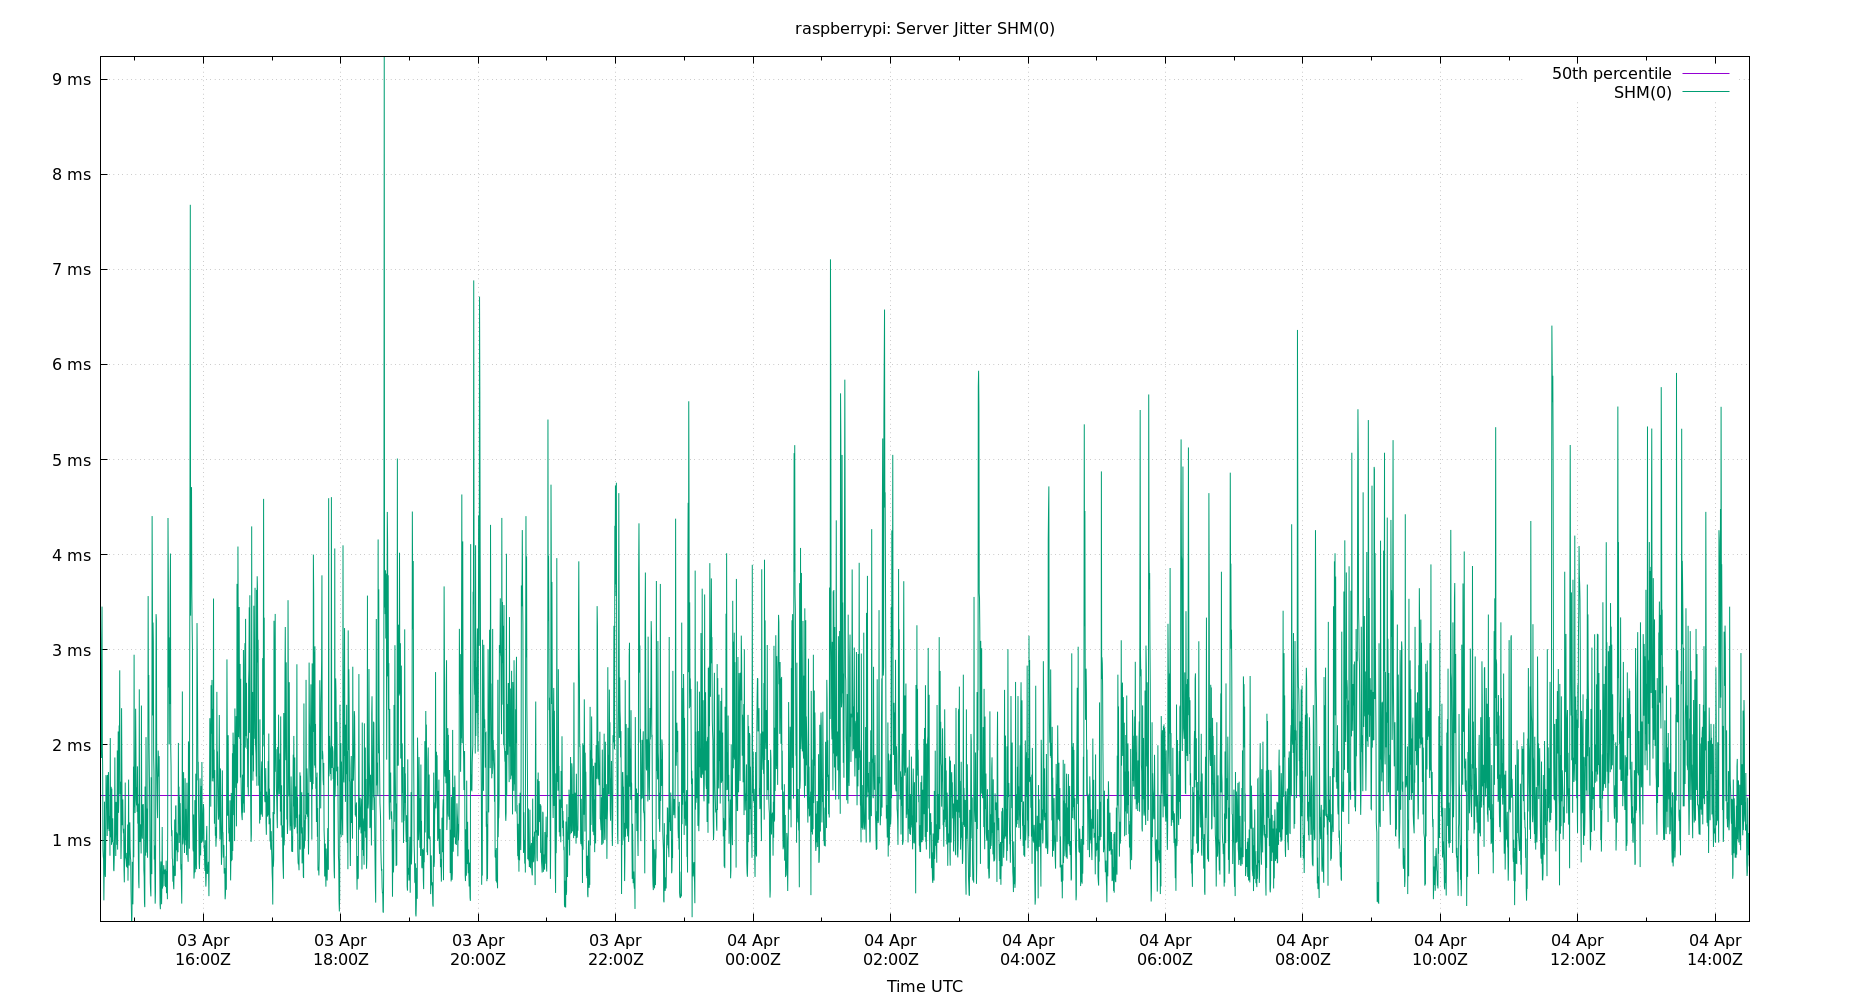 raspberrypi: Server Jitter SHM(0)
50th percentile
SHM(0)
9 ms
8 ms
7 ms
6 ms
5 ms
4 ms
3 ms
2 ms
1 ms
03 Apr 03 Apr 03 Apr 03 Apr 04 Apr 04 Apr 04 Apr 04 Apr 04 Apr 04 Apr 04 Apr 04 Apr
16:00Z 18:00Z 20:00Z 22:00Z 00:00Z 02:00Z 04:00Z 06:00Z 08:00Z 10:00Z 12:00Z 14:00Z
Time UTC